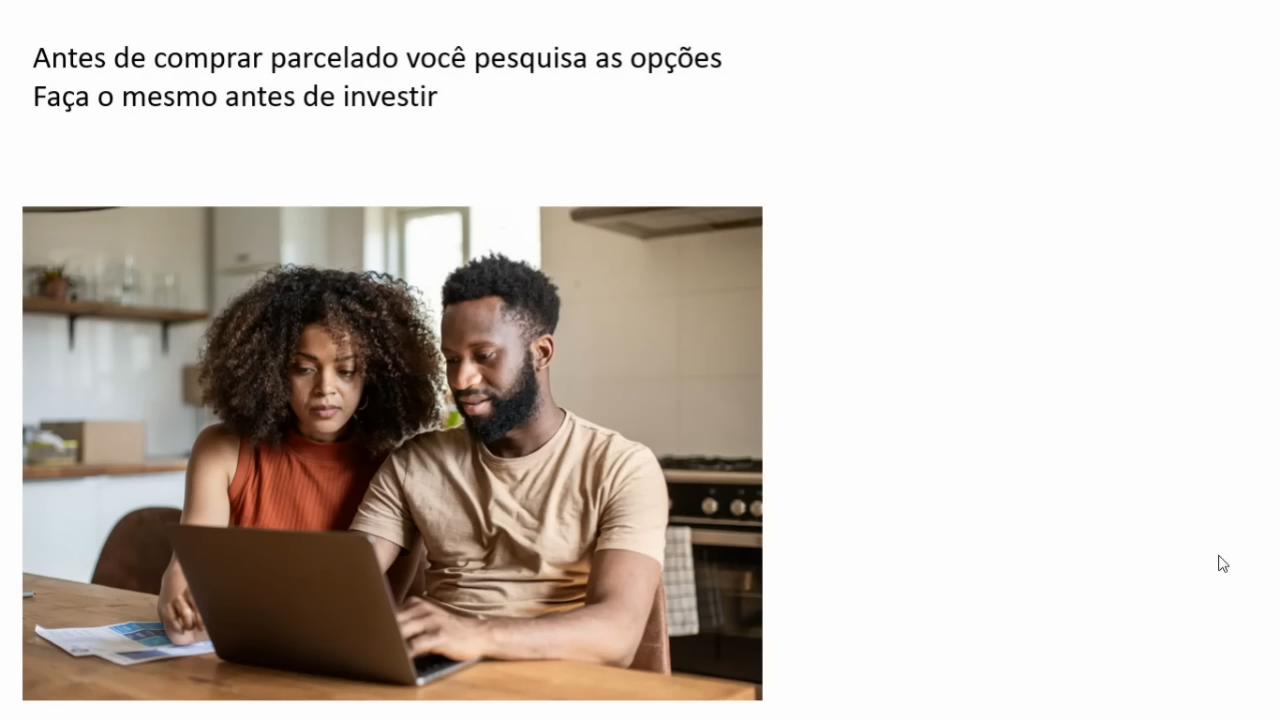 Antes de comprar parcelado você pesquisa as opções
Faça o mesmo antes de investir